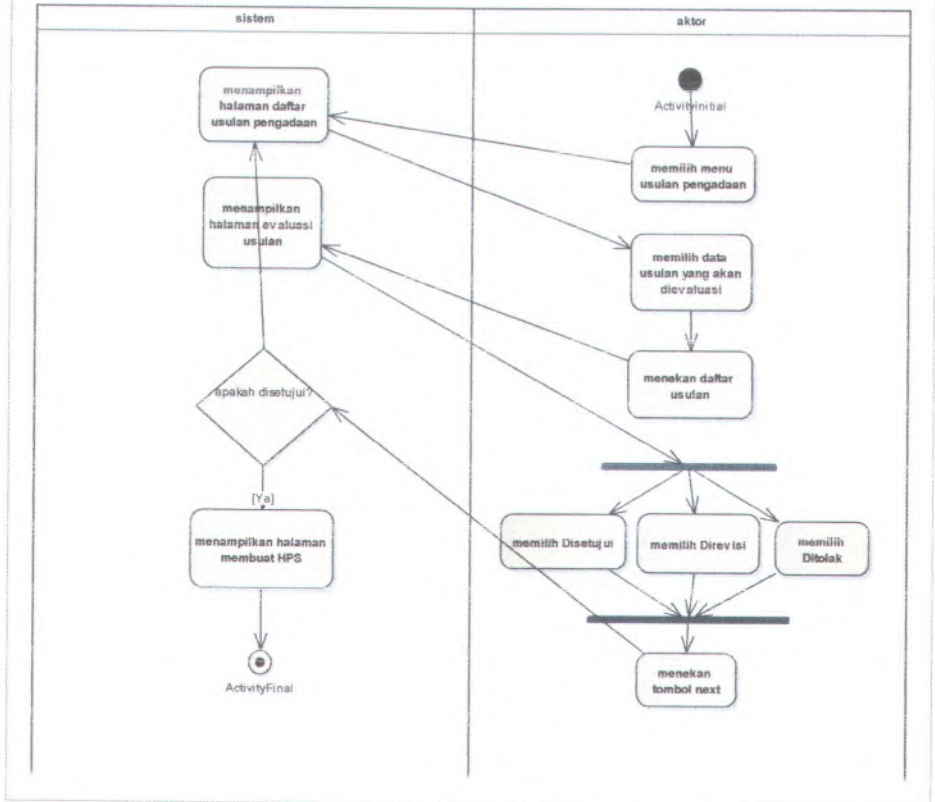 sistem
aktor
menampilkan
halaman daftar
usulan pengadaan
ActivityInitial
memilih menu
usulan pengadaan
menampilkan
halaman evaluasi
usulan
memilih data
usulan yang akan
dievaluasi
menekan daftar
usulan
apakah disetujui?
[Ya]
menampilkan halaman
membuat HPS
memilih Disetujui
memilih Direvisi
memilih
Ditolak
menekan
tombol next
ActivityFinal